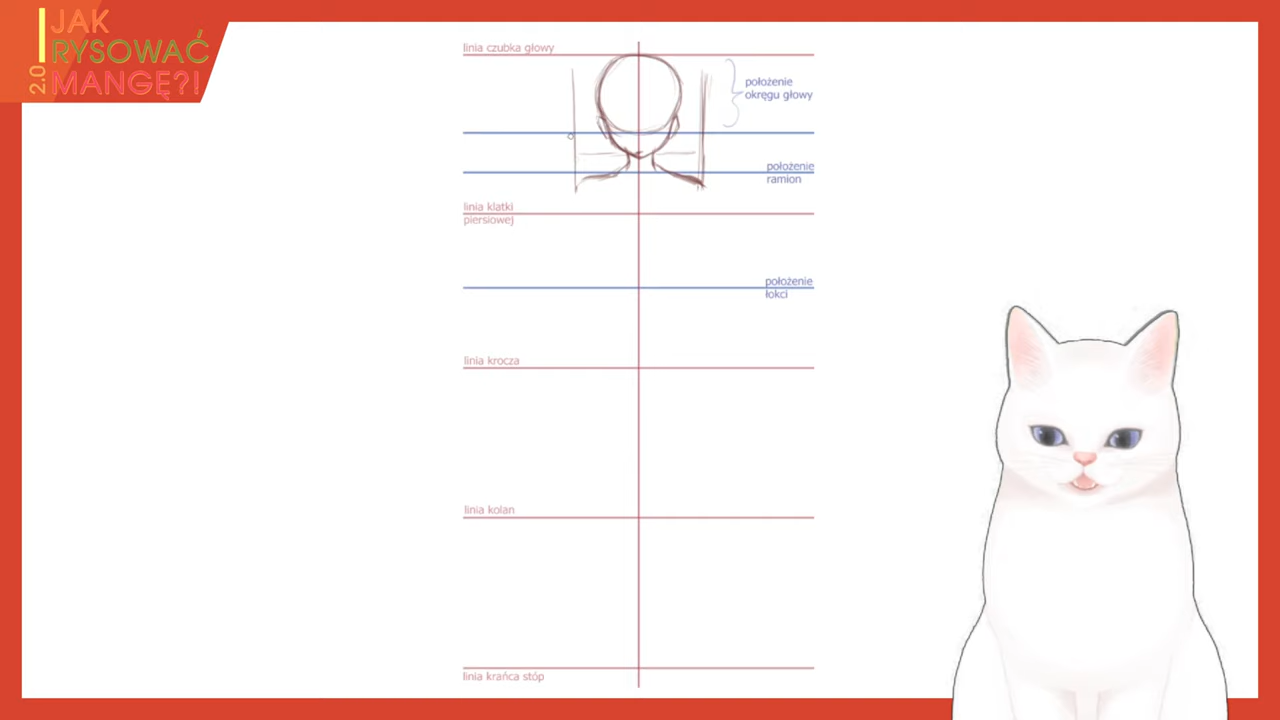 JAK
RYSOWAĆ
MANGĘ?!
2.0
linia czubka głowy
położenie
okręgu głowy
położenie
ramion
linia klatki
piersiowej
położenie
łokci
linia krocza
linia kolan
linia krańca stóp